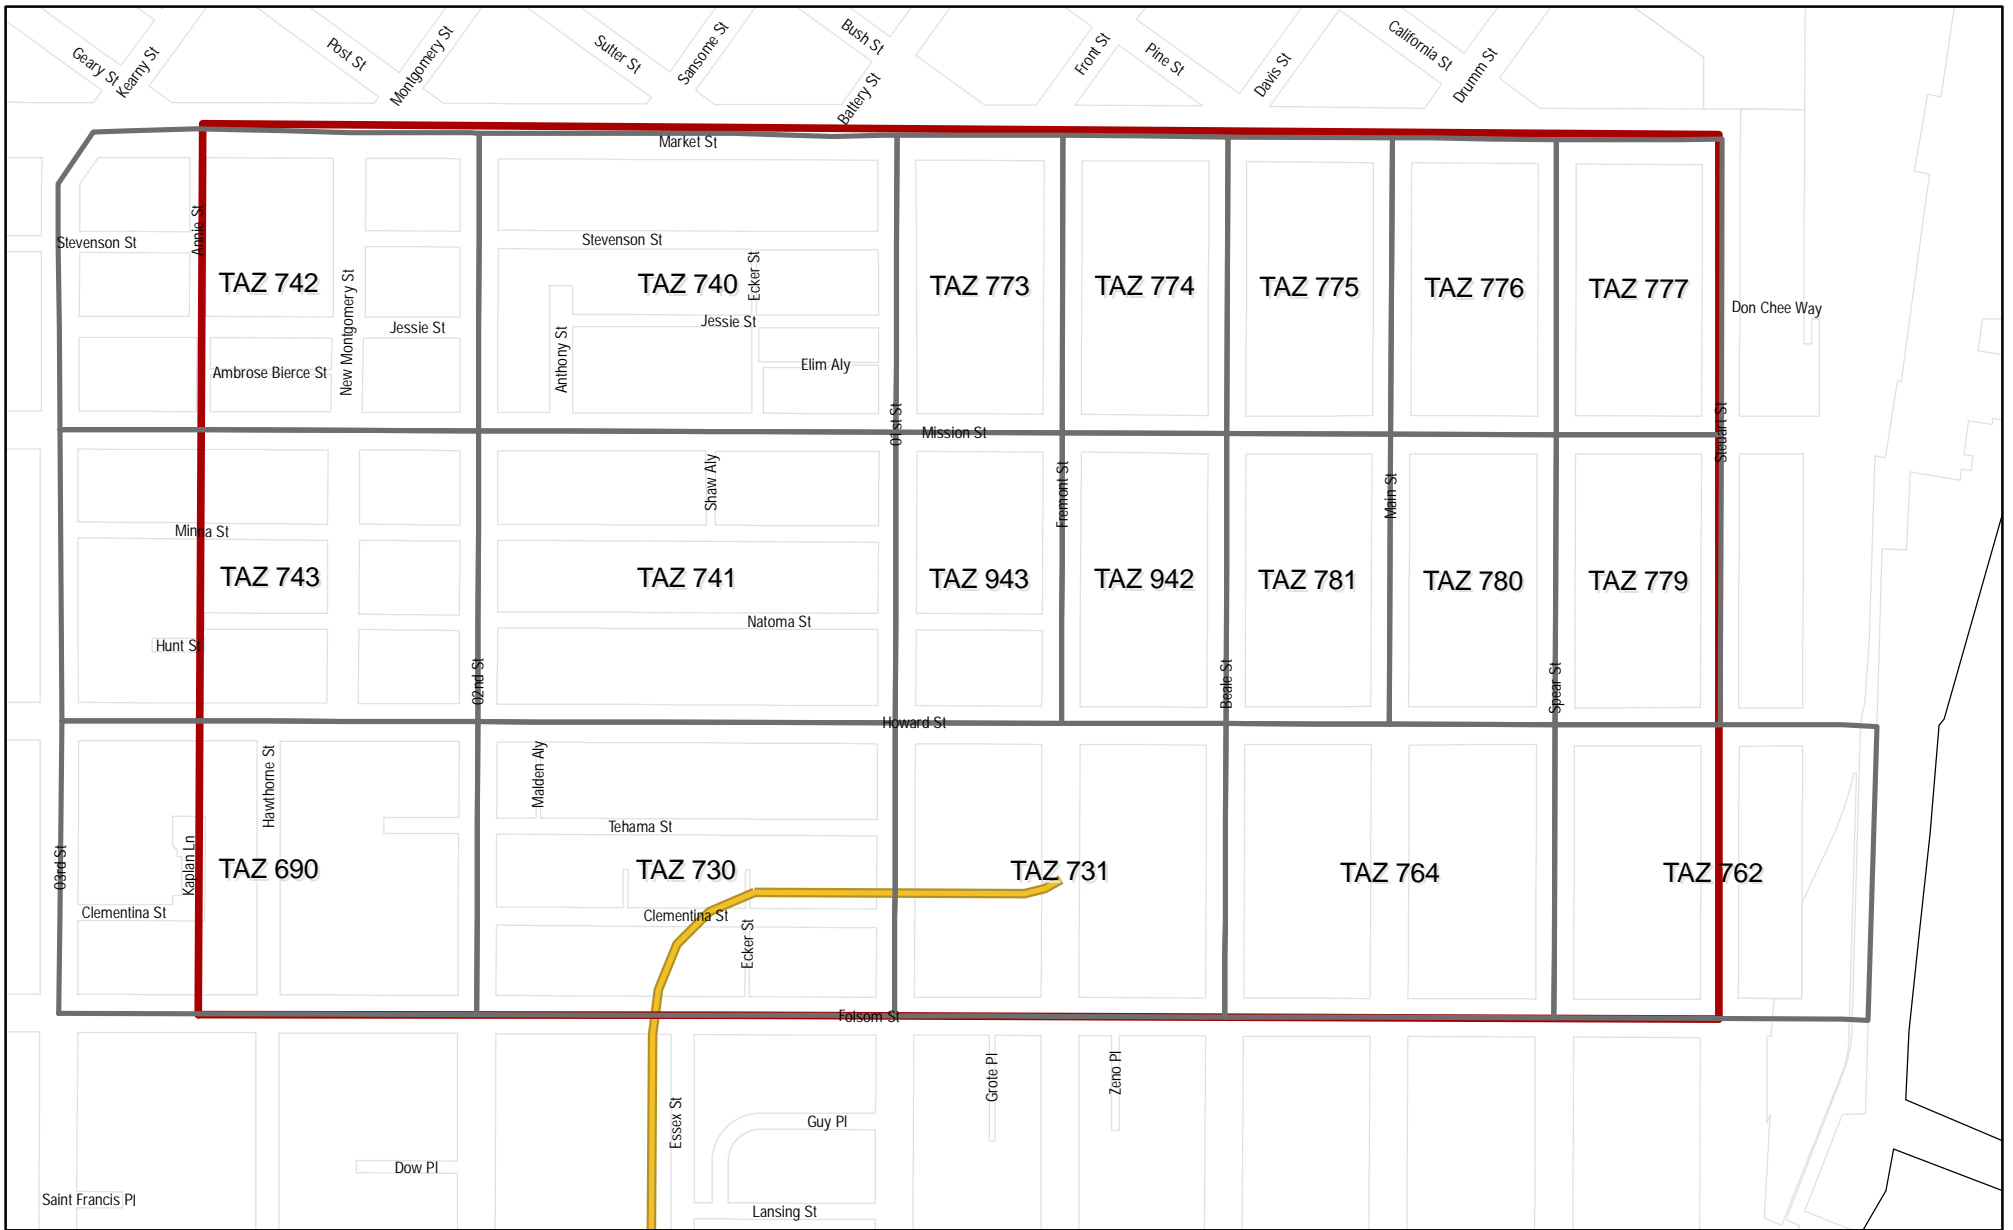 Geary St
Kearny St
Post St
Montgomery St
Sutter St
Sansome St
Bush St
Battery St
Front St
Pine St
Davis St
California St
Drumm St
Market St
Stevenson St
Annie St
Stevenson St
TAZ 742
TAZ 740
Ecker St
TAZ 773
TAZ 774
TAZ 775
TAZ 776
TAZ 777
Don Chee Way
New Montgomery St
Jessie St
Jessie St
Anthony St
Elim Aly
Ambrose Bierce St
01st St
Mission St
Steuart St
Shaw Aly
Fremont St
Main St
Minna St
TAZ 743
TAZ 741
TAZ 943
TAZ 942
TAZ 781
TAZ 780
TAZ 779
Natoma St
Hunt St
02nd St
Beale St
Spear St
Howard St
Hawthorne St
Malden Aly
Tehama St
03rd St
Kaplan Ln
TAZ 690
TAZ 730
TAZ 731
TAZ 764
TAZ 762
Clementina St
Clementina St
Ecker St
Folsom St
Grote Pl
Zeno Pl
Essex St
Guy Pl
Dow Pl
Saint Francis Pl
Lansing St